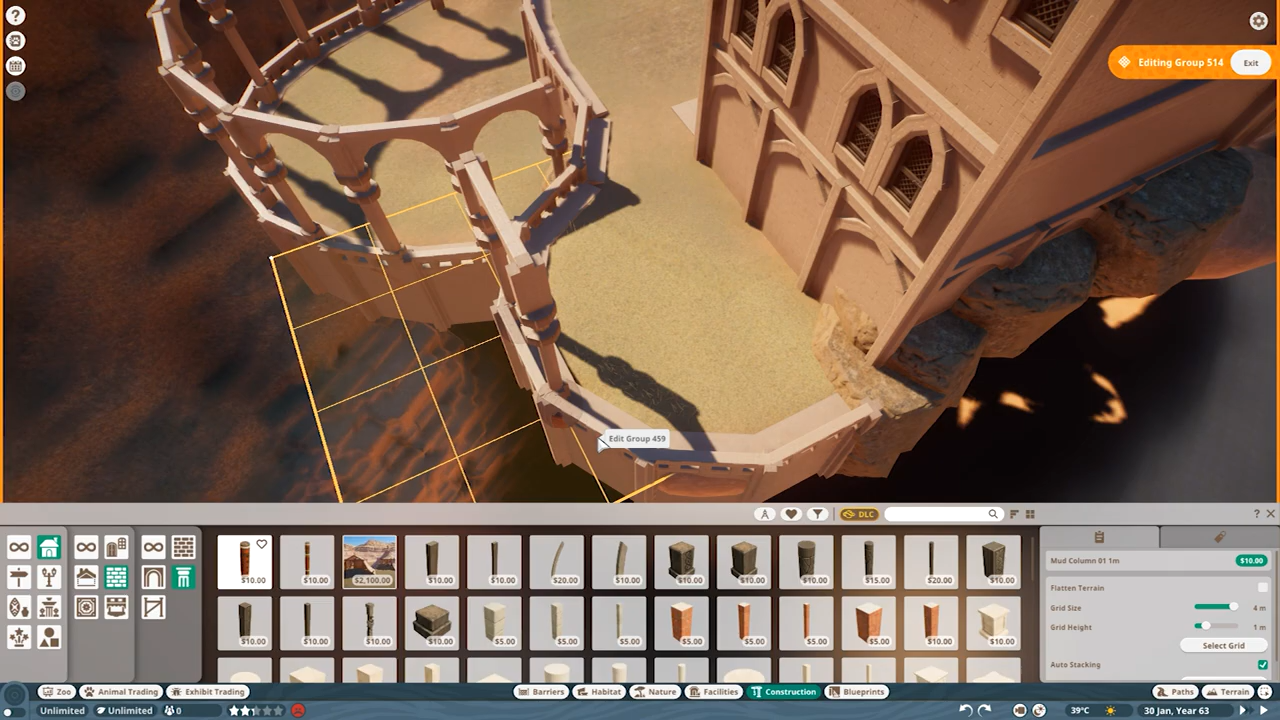 ?
Editing Group 514
Exit
Edit Group 459
DLC
?
$10.00
$10.00
$2,100.00
$10.00
$10.00
$20.00
$10.00
$10.00
$10.00
$10.00
$15.00
$20.00
$10.00
$10.00
$10.00
$10.00
$10.00
$5.00
$5.00
$5.00
$5.00
$5.00
$5.00
$5.00
$10.00
$10.00
Mud Column 01 1m
$10.00
Flatten Terrain
Grid Size
4 m
Grid Height
1 m
Select Grid
Auto Stacking
Zoo
Animal Trading
Exhibit Trading
Barriers
Habitat
Nature
Facilities
Construction
Blueprints
Paths
Terrain
Unlimited
Unlimited
0
39°C
30 Jan, Year 63